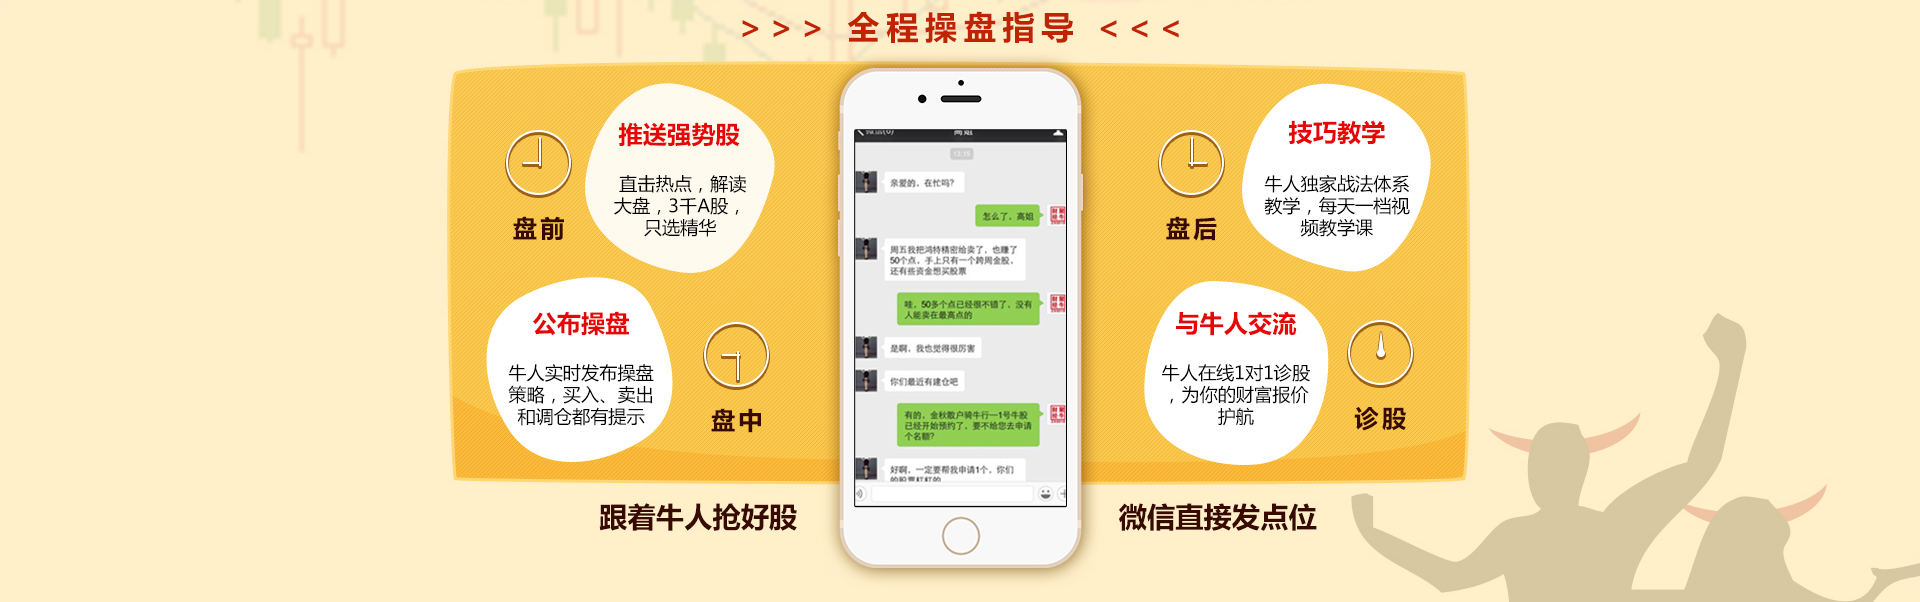 >>> 全程操盘指导 <<<
推送强势股
直击热点，解读
大盘，3千A股，
只选精华
盘前
公布操盘
牛人实时发布操盘
策略，买入、卖出
和调仓都有提示
盘中
跟着牛人抢好股
高姐
13:15
亲爱的，在忙吗？
怎么了，高姐
周五我把鸿特精密给卖了，也赚了
50个点，手上只有一个跨周金股，
还有些资金想买股票
哇，50多个点已经很不错了，没有
人能卖在最高点的
是啊，我也觉得很厉害
你们最近有建仓吧
有的，金秋散户骑牛行—1号牛股
已经开始预约了，要不给您去申请
个名额？
好啊，一定要帮我申请1个，你们
的股票杠杠的
技巧教学
牛人独家战法体系
教学，每天一档视
频教学课
盘后
与牛人交流
牛人在线1对1诊股
，为你的财富报价
护航
诊股
微信直接发点位